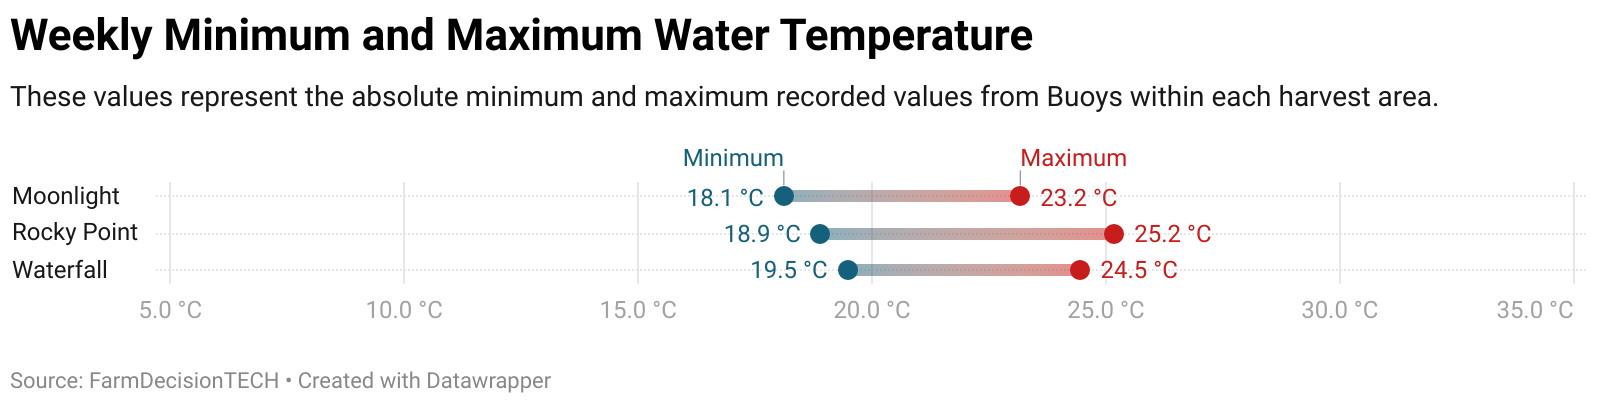 Weekly Minimum and Maximum Water Temperature
These values represent the absolute minimum and maximum recorded values from Buoys within each harvest area.
Minimum Maximum
Moonlight 18.1 °C 23.2 °C
Rocky Point 18.9 °C 25.2 °C
Waterfall 19.5 °C 24.5 °C
5.0 °C 10.0 °C 15.0 °C 20.0 °C 25.0 °C 30.0 °C 35.0 °C
Source: FarmDecisionTECH • Created with Datawrapper